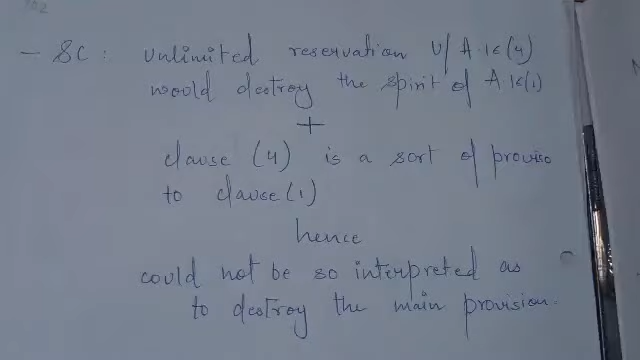 - SC: unlimited reservation U/A.16(4)
would destroy the spirit of A 16(1)
+
clause (4) is a sort of proviso
to clause (1)
hence
could not be so interpreted as
to destroy the main provision.